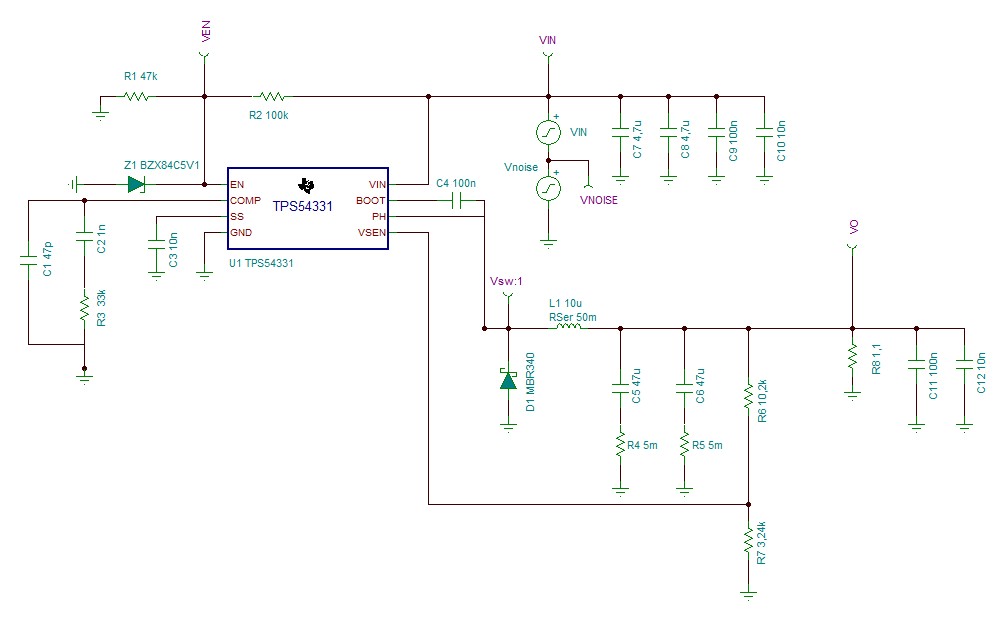 VEN
VIN
R1 47k
R2 100k
C7 4,7u
C8 4,7u
C9 100n
C10 10n
VIN
+
Vnoise
+
VNOISE
Z1 BZX84C5V1
EN
COMP
SS
GND
TPS54331
VIN
BOOT
PH
VSEN
U1 TPS54331
C4 100n
C1 47p
C2 1n
C3 10n
R3 33k
Vsw:1
L1 10u
RSer 50m
VO
D1 MBR340
C5 47u
C6 47u
R6 10,2k
R8 1,1
C11 100n
C12 10n
R4 5m
R5 5m
R7 3,24k